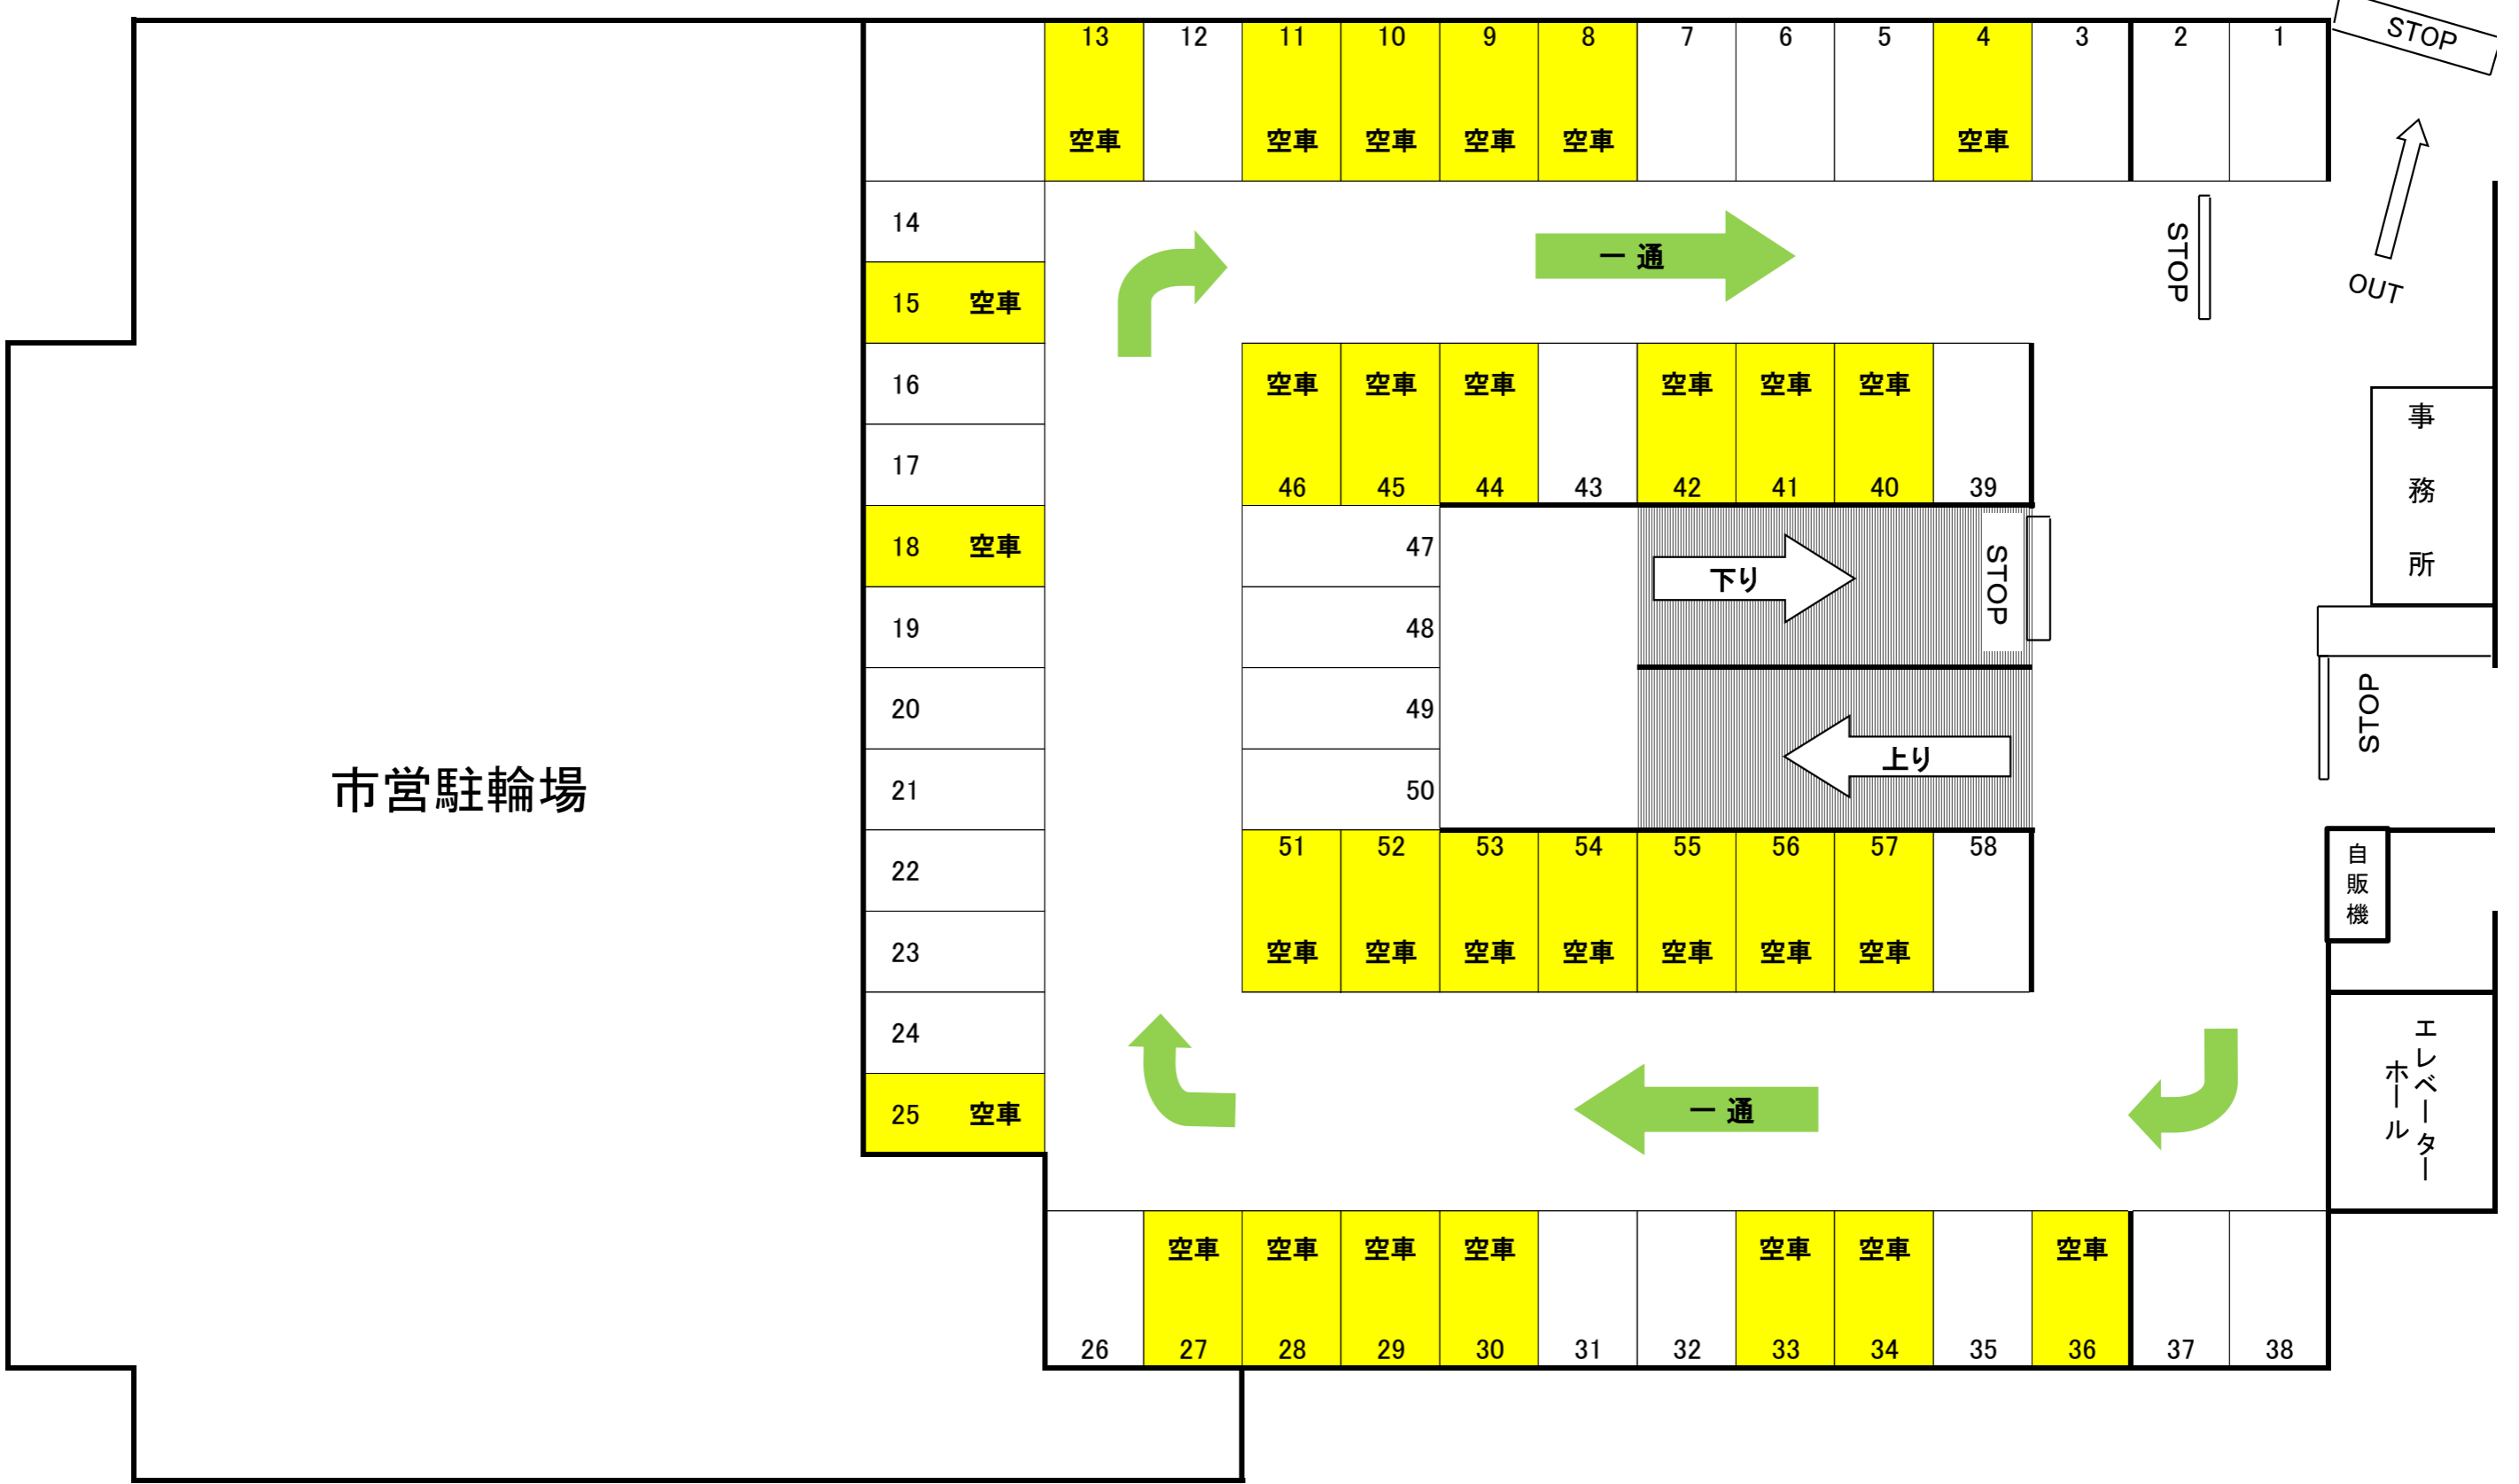 13 12 11 10 9 8 7 6 5 4 3 2 1
STOP
空車 空車 空車 空車 空車 空車
14
一 通
STOP
OUT
15 空車
16
空車 空車 空車 空車 空車 空車
事務所
17
46 45 44 43 42 41 40 39
18 空車
47
下り
STOP
19
48
20
49
STOP
市営駐輪場
21
50
上り
22
51 52 53 54 55 56 57 58
自販機
23
空車 空車 空車 空車 空車 空車 空車
24
エレベーター
ホール
25 空車
一 通
空車 空車 空車 空車 空車 空車 空車
26 27 28 29 30 31 32 33 34 35 36 37 38